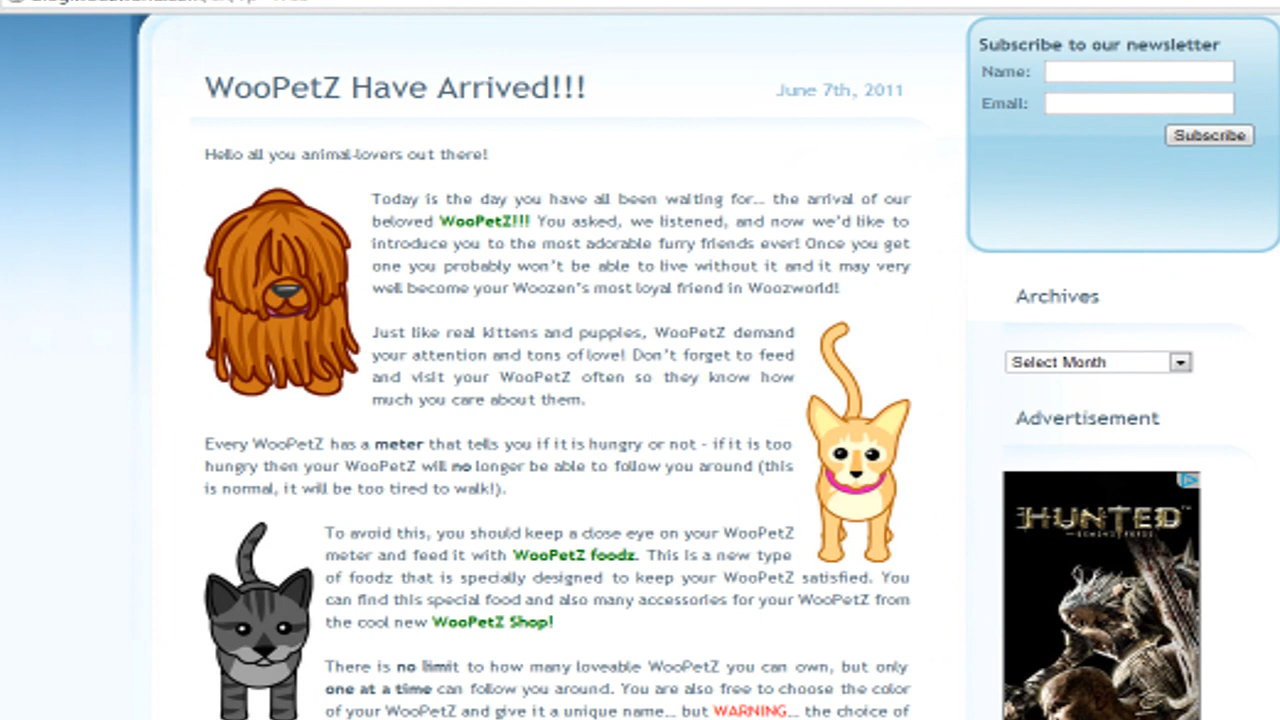 WooPetZ Have Arrived!!!
June 7th, 2011
Hello all you animal-lovers out there!
Today is the day you have all been waiting for... the arrival of our
beloved WooPetZ!!! You asked, we listened, and now we'd like to
introduce you to the most adorable furry friends ever! Once you get
one you probably won't be able to live without it and it may very
well become your Woozen's most loyal friend in Woozworld!
Just like real kittens and puppies, WooPetZ demand
your attention and tons of love! Don't forget to feed
and visit your WooPetZ often so they know how
much you care about them.
Every WooPetZ has a meter that tells you if it is hungry or not - if it is too
hungry then your WooPetZ will no longer be able to follow you around (this
is normal, it will be too tired to walk!).
To avoid this, you should keep a close eye on your WooPetZ
meter and feed it with WooPetZ foodz. This is a new type
of foodz that is specially designed to keep your WooPetZ satisfied. You
can find this special food and also many accessories for your WooPetZ from
the cool new WooPetZ Shop!
There is no limit to how many loveable WooPetZ you can own, but only
one at a time can follow you around. You are also free to choose the color
of your WooPetZ and give it a unique name... but WARNING... the choice of
Subscribe to our newsletter
Name:
Email:
Subscribe
Archives
Select Month
Advertisement
HUNTED